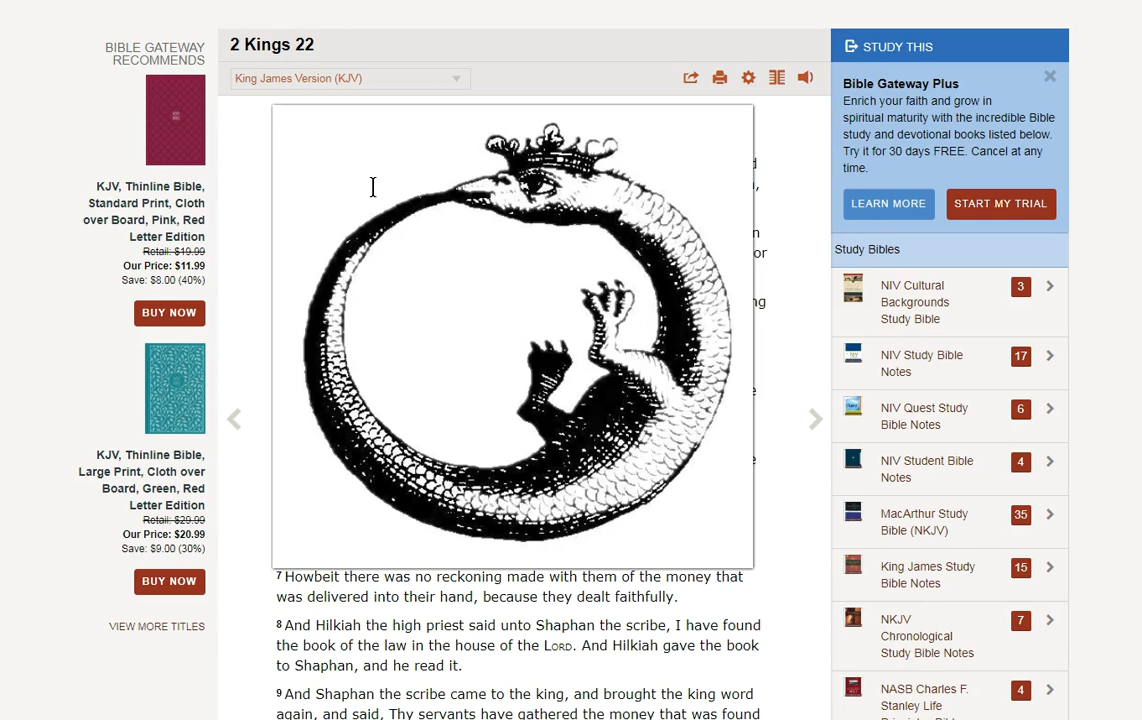 BIBLE GATEWAY
RECOMMENDS
KJV, Thinline Bible,
Standard Print, Cloth
over Board, Pink, Red
Letter Edition
Retail: $19.99
Our Price: $11.99
Save: $8.00 (40%)
BUY NOW
KJV, Thinline Bible,
Large Print, Cloth over
Board, Green, Red
Letter Edition
Retail: $29.99
Our Price: $20.99
Save: $9.00 (30%)
BUY NOW
VIEW MORE TITLES
2 Kings 22
King James Version (KJV)
7 Howbeit there was no reckoning made with them of the money that
was delivered into their hand, because they dealt faithfully.
8 And Hilkiah the high priest said unto Shaphan the scribe, I have found
the book of the law in the house of the LORD. And Hilkiah gave the book
to Shaphan, and he read it.
9 And Shaphan the scribe came to the king, and brought the king word
again, and said, Thy servants have gathered the money that was found
STUDY THIS
Bible Gateway Plus
Enrich your faith and grow in
spiritual maturity with the incredible Bible
study and devotional books listed below.
Try it for 30 days FREE. Cancel at any
time.
LEARN MORE
START MY TRIAL
Study Bibles
NIV Cultural
Backgrounds
Study Bible
3
NIV Study Bible
Notes
17
NIV Quest Study
Bible Notes
6
NIV Student Bible
Notes
4
MacArthur Study
Bible (NKJV)
35
King James Study
Bible Notes
15
NKJV
Chronological
Study Bible Notes
7
NASB Charles F.
Stanley Life
4